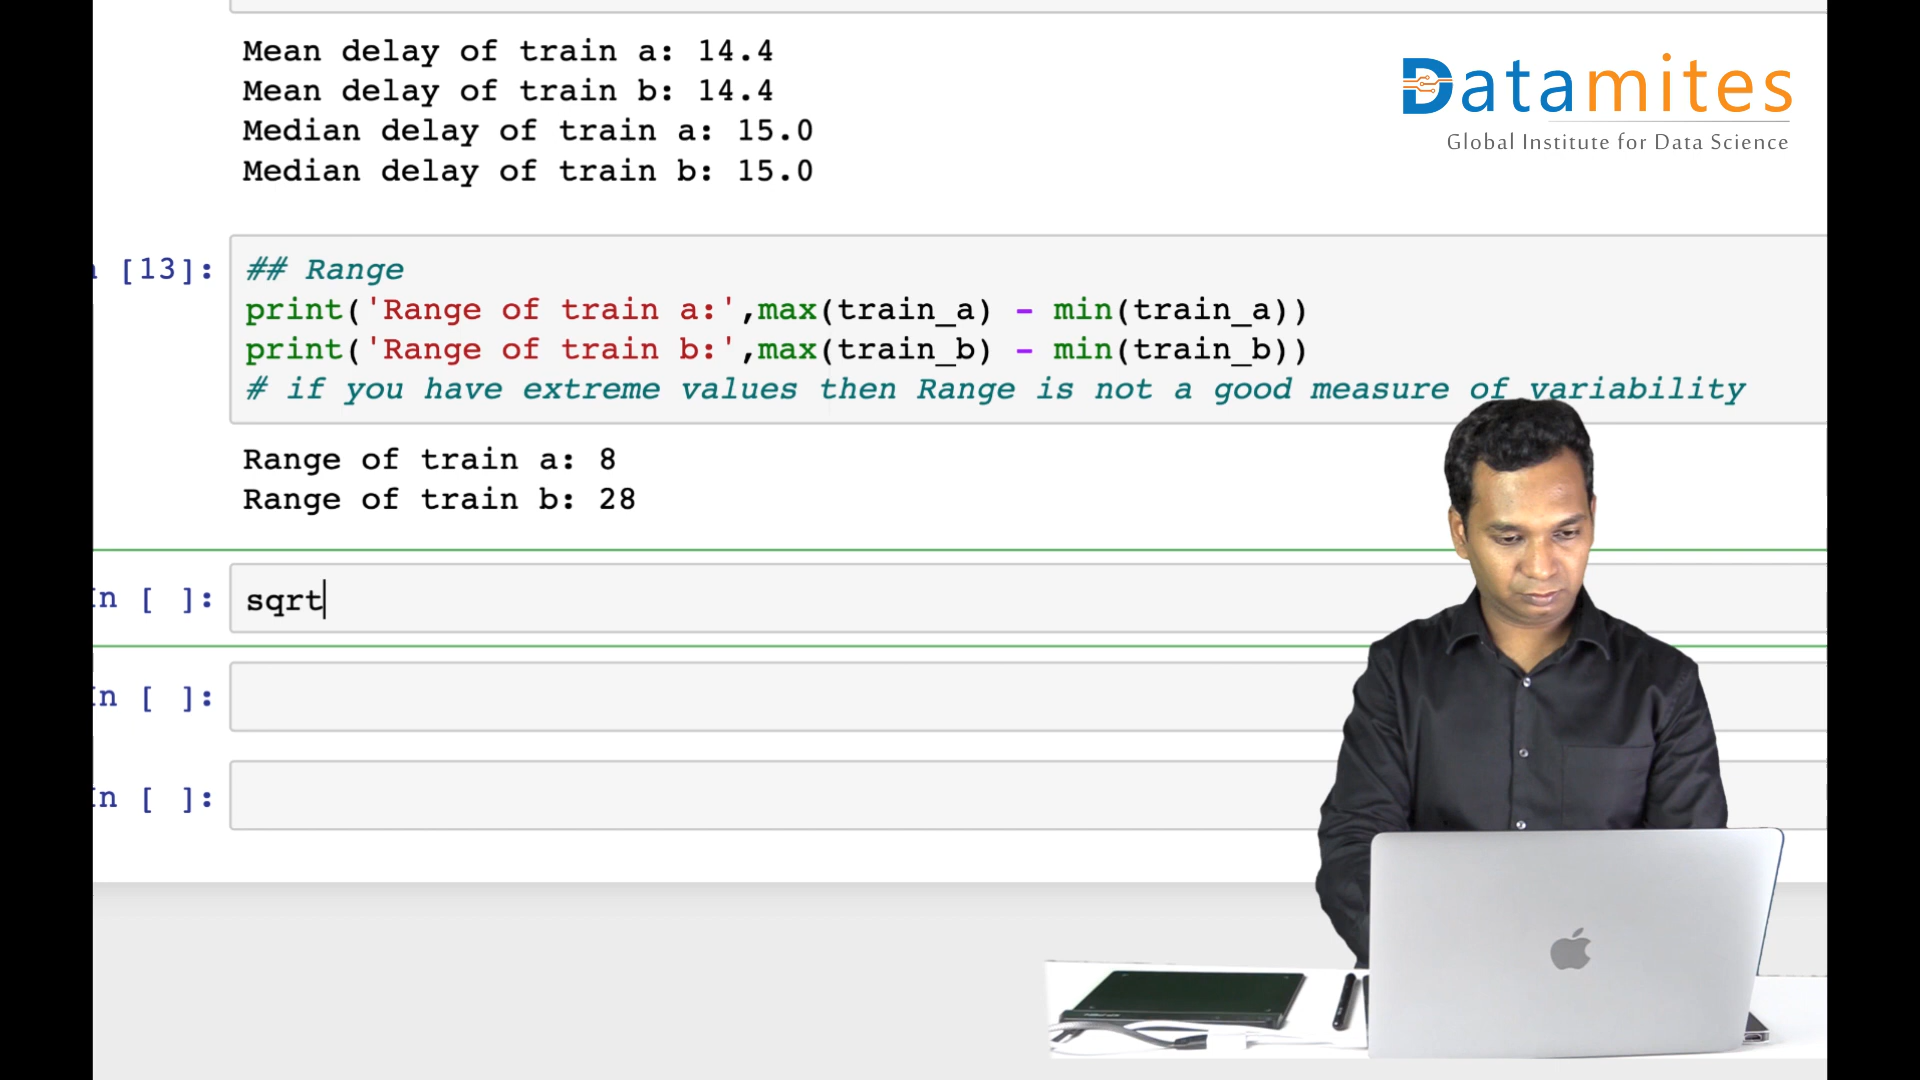 Mean delay of train a: 14.4
Mean delay of train b: 14.4
Median delay of train a: 15.0
Median delay of train b: 15.0
Datamites
Global Institute for Data Science
[13]:
## Range
print('Range of train a:',max(train_a) - min(train_a))
print('Range of train b:',max(train_b) - min(train_b))
# if you have extreme values then Range is not a good measure of variability
Range of train a: 8
Range of train b: 28
In [ ]:
sqrt
In [ ]:
In [ ]: